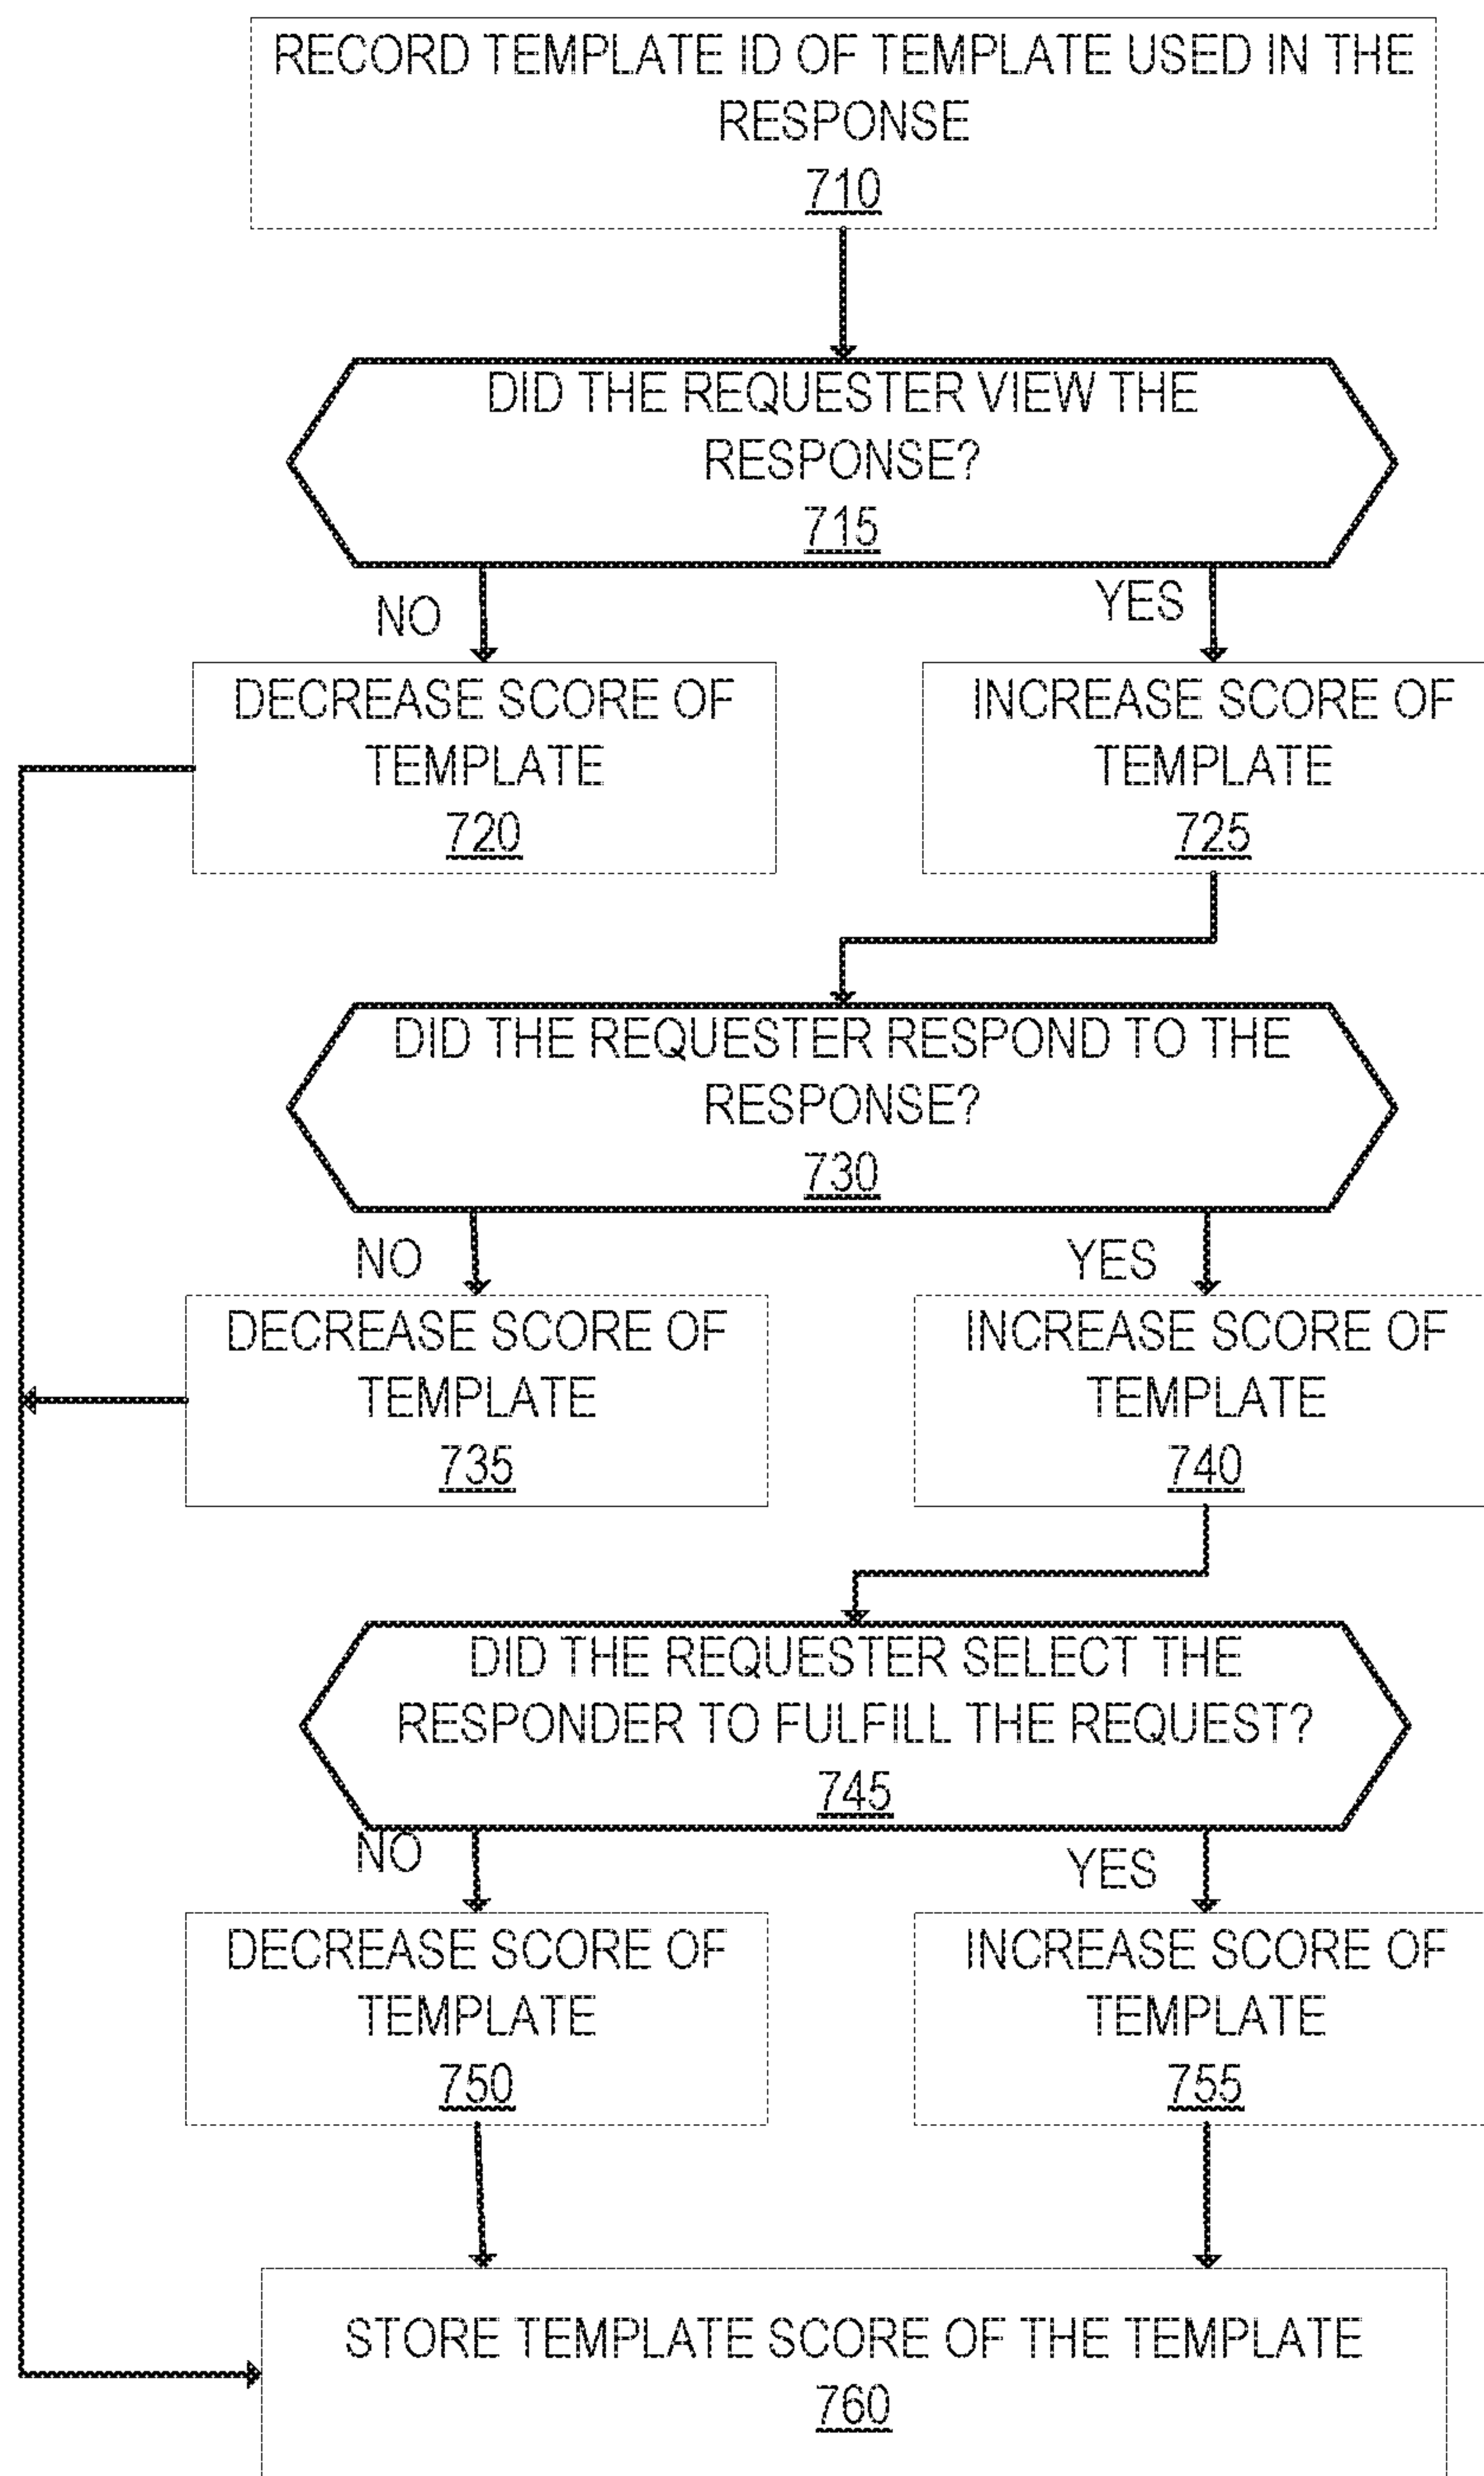 RECORD TEMPLATE ID OF TEMPLATE USED IN THE
RESPONSE
710
DID THE REQUESTER VIEW THE
RESPONSE?
715
NO
YES
DECREASE SCORE OF
TEMPLATE
720
INCREASE SCORE OF
TEMPLATE
725
DID THE REQUESTER RESPOND TO THE
RESPONSE?
730
NO
YES
DECREASE SCORE OF
TEMPLATE
735
INCREASE SCORE OF
TEMPLATE
740
DID THE REQUESTER SELECT THE
RESPONDER TO FULFILL THE REQUEST?
745
NO
YES
DECREASE SCORE OF
TEMPLATE
750
INCREASE SCORE OF
TEMPLATE
755
STORE TEMPLATE SCORE OF THE TEMPLATE
760